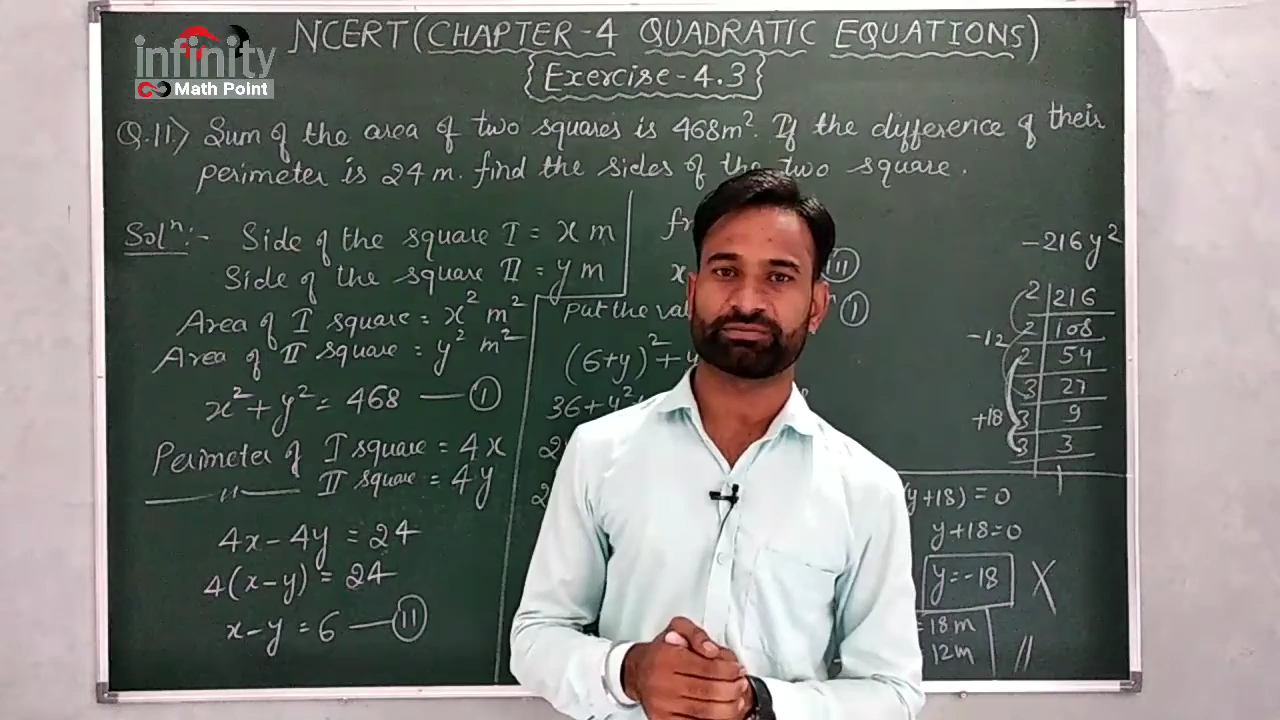 infinity
Math Point
NCERT (CHAPTER-4 QUADRATIC EQUATIONS)
{Exercise-4.3}
Q.11:> Sum of the area of two squares is 468m². If the difference of their
perimeter is 24 m. find the sides of the two square.
Solⁿ:- Side of the square I = x m
Side of the square II = y m
Area of I square = x² m²
Area of II square = y² m²
x² + y² = 468 — (I)
Perimeter of I square = 4x
—〃— II square = 4y
4x - 4y = 24
4(x-y) = 24
x-y = 6 — (II)
x
(III)
Put the
(I)
(6+y)² +
36+y²
-216y²
2 | 216
2 | 108
2 | 54
3 | 27
3 | 9
3 | 3
1
-12
+18
(y+18) = 0
y+18=0
y=-18 X
= 18m
12m //